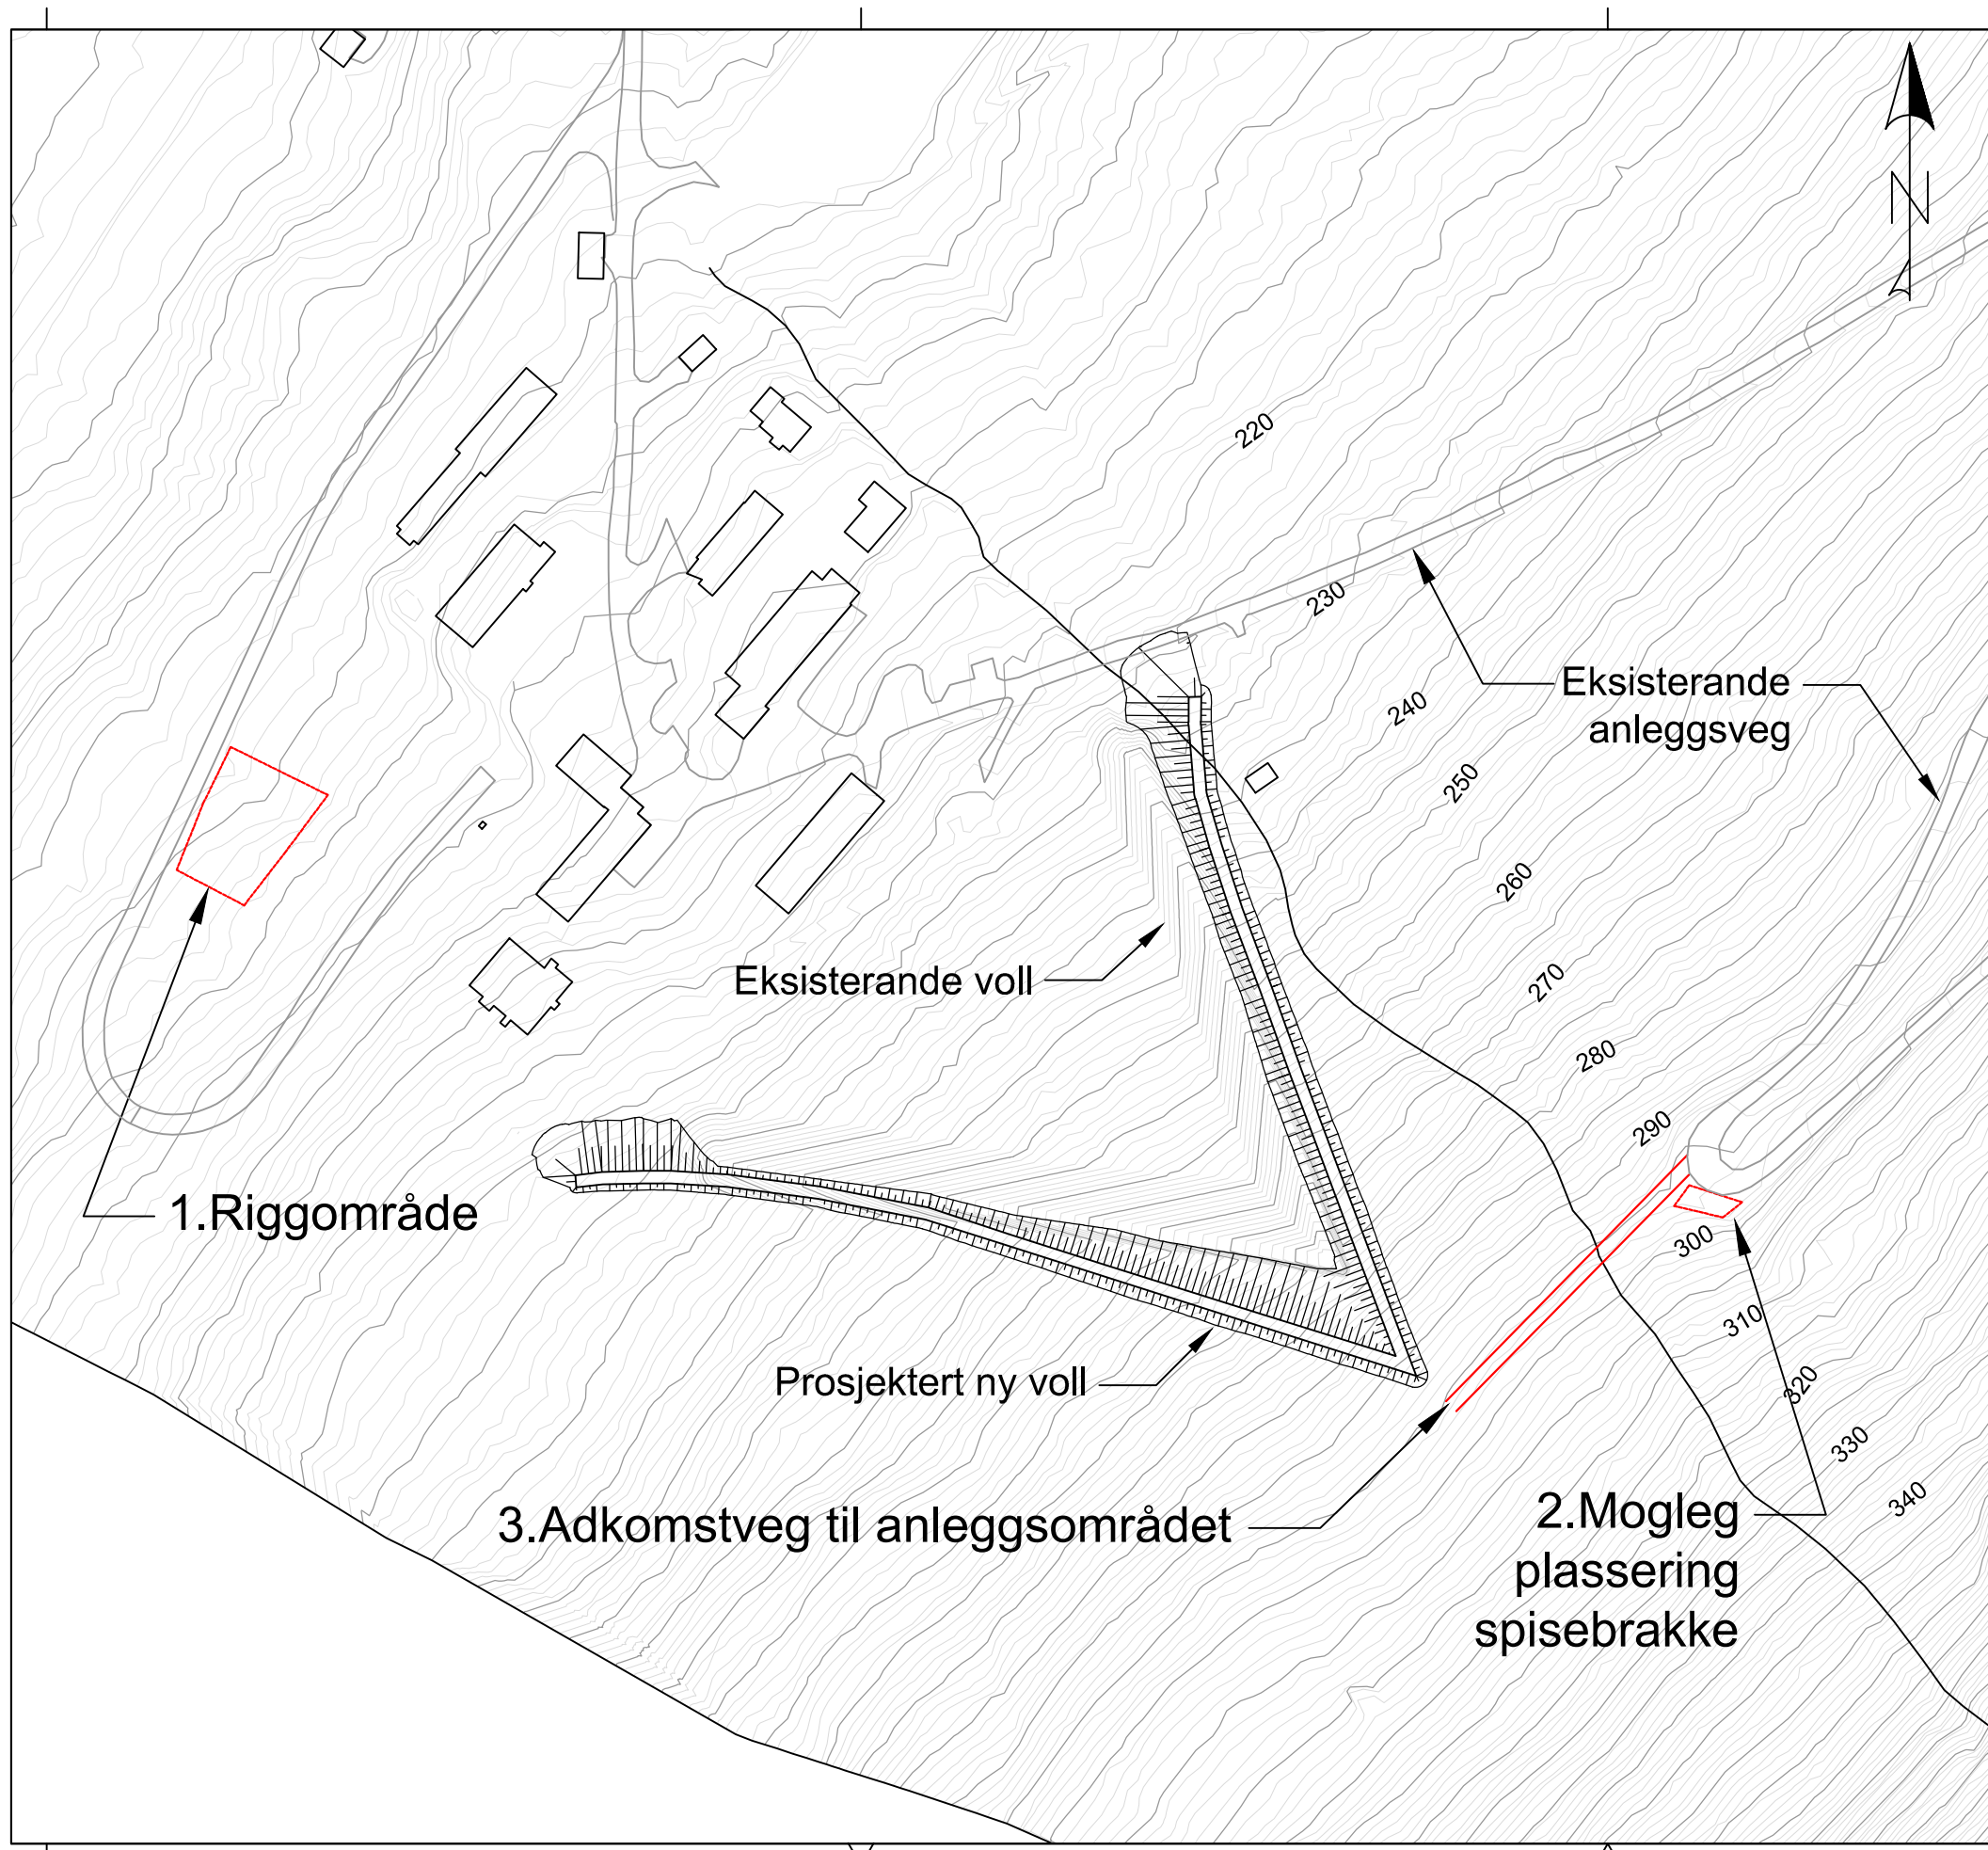 N
220
230
Eksisterande
anleggsveg
240
250
260
Eksisterande voll
270
280
290
1.Riggområde
300
310
Prosjektert ny voll
320
330
340
3.Adkomstveg til anleggsområdet
2.Mogleg
plassering
spisebrakke